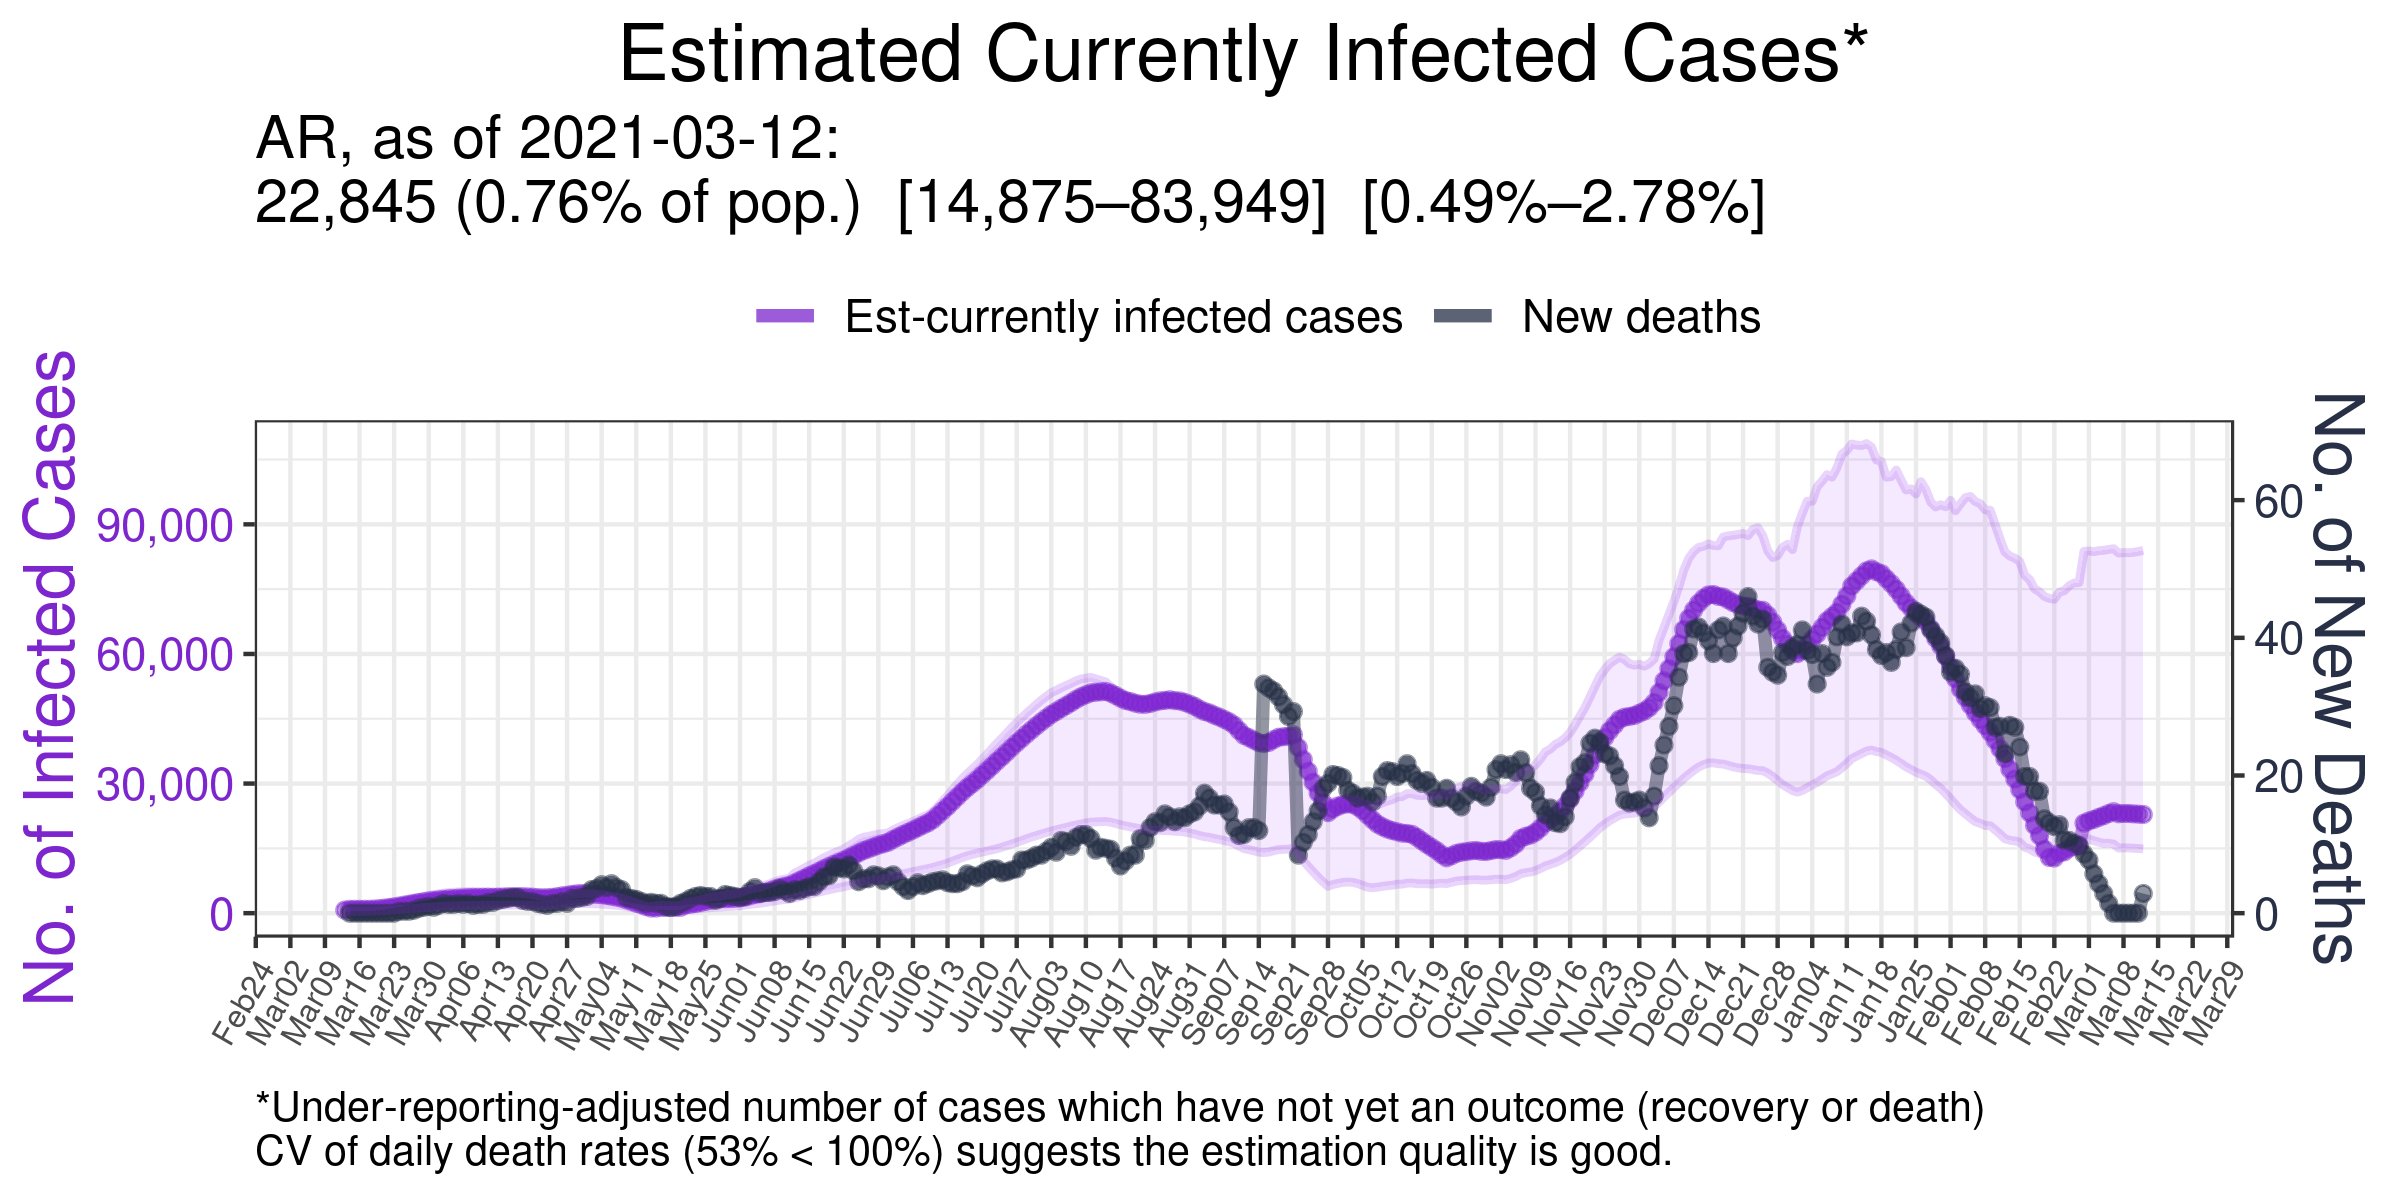 Estimated Currently Infected Cases*
AR, as of 2021-03-12:
22,845 (0.76% of pop.) [14,875–83,949] [0.49%–2.78%]
Est-currently infected cases New deaths
No. of Infected Cases
90,000
60,000
30,000
0
60
40
20
0
No. of New Deaths
Feb24 Mar02 Mar09 Mar16 Mar23 Mar30 Apr06 Apr13 Apr20 Apr27 May04 May11 May18 May25 Jun01 Jun08 Jun15 Jun22 Jun29 Jul06 Jul13 Jul20 Jul27 Aug03 Aug10 Aug17 Aug24 Aug31 Sep07 Sep14 Sep21 Sep28 Oct05 Oct12 Oct19 Oct26 Nov02 Nov09 Nov16 Nov23 Nov30 Dec07 Dec14 Dec21 Dec28 Jan04 Jan11 Jan18 Jan25 Feb01 Feb08 Feb15 Feb22 Mar01 Mar08 Mar15 Mar22 Mar29
*Under-reporting-adjusted number of cases which have not yet an outcome (recovery or death)
CV of daily death rates (53% < 100%) suggests the estimation quality is good.